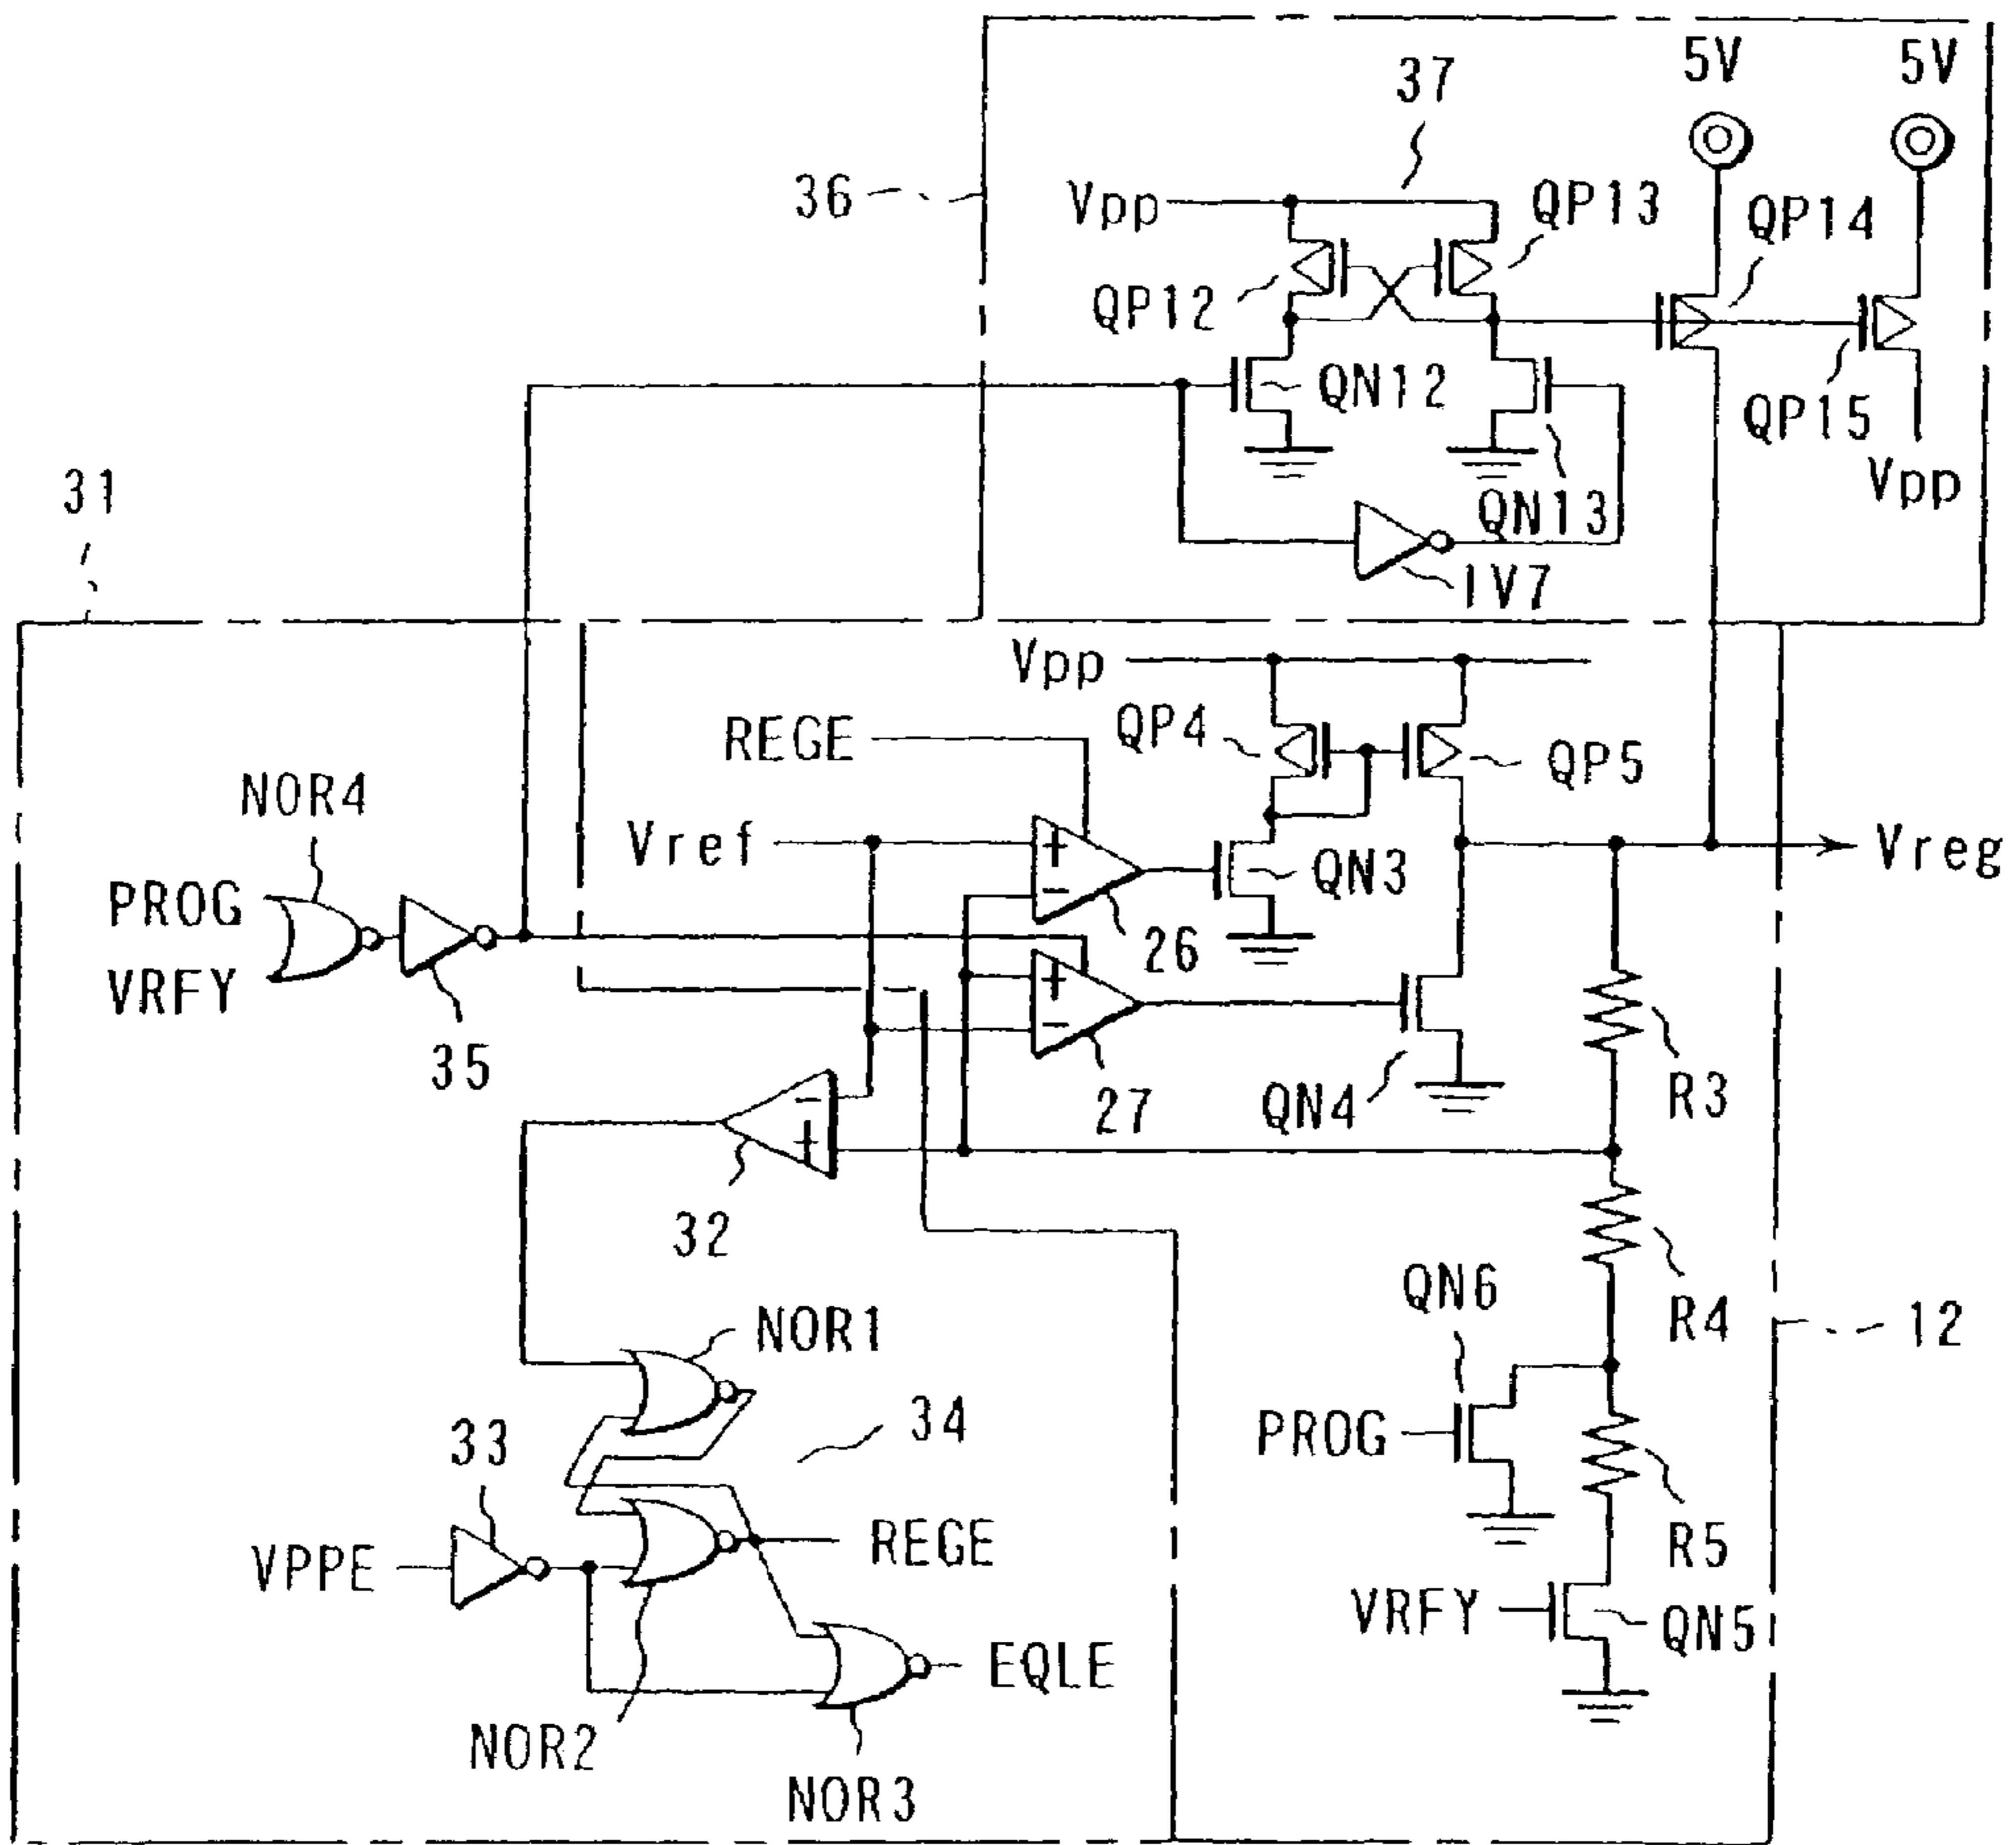 5V 5V
37
36
Vpp
QP13
QP14
QP12
QN12
QP15
Vpp
QN13
1V7
31
Vpp
QP4
REGE
QP5
NOR4
Vref
+
−
QN3
Vreg
PROG
VRFY
26
+
−
35
27
QN4
R3
−
+
32
QN6
R4
12
NOR1
PROG
34
33
R5
REGE
VPPE
VRFY
QN5
EQLE
NOR2
NOR3